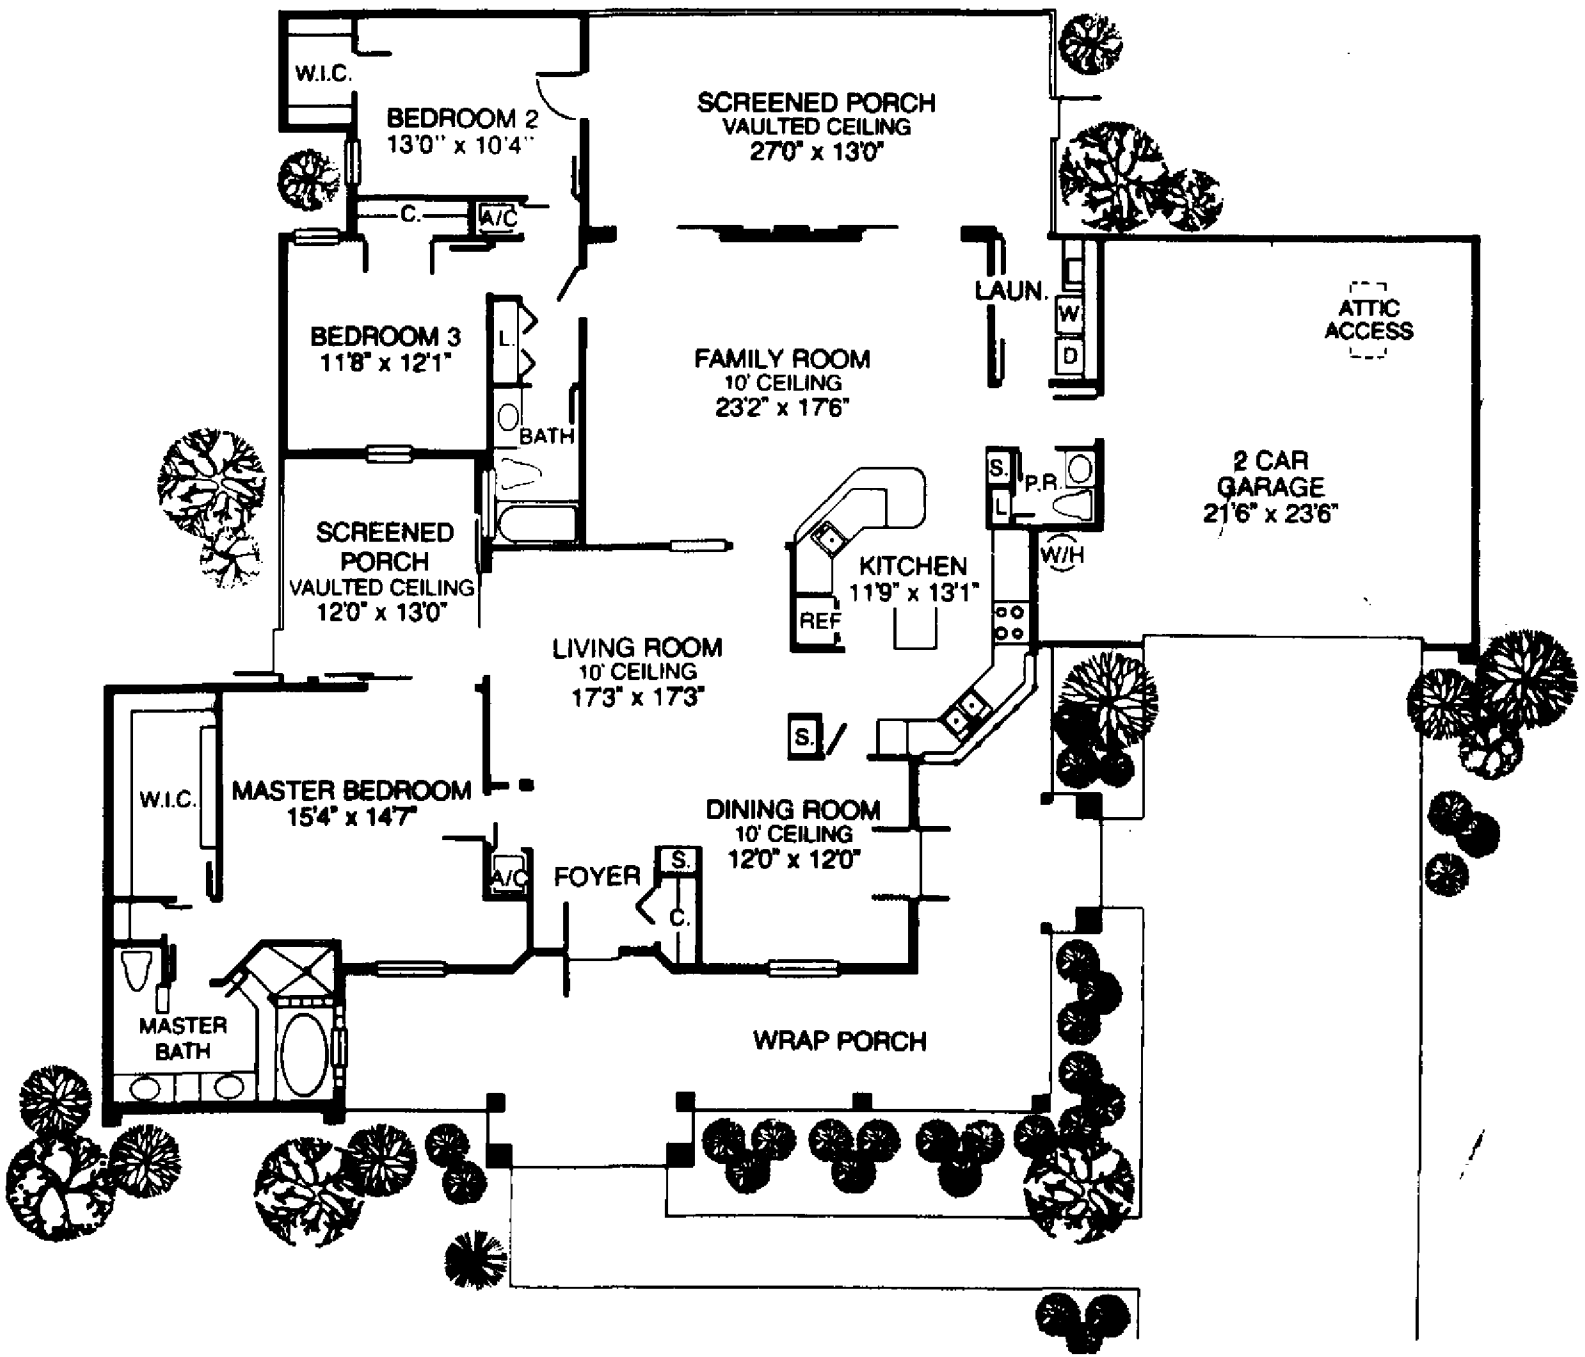 W.I.C.
BEDROOM 2
13'0" x 10'4"
SCREENED PORCH
VAULTED CEILING
27'0" x 13'0"
C.
A/C
LAUN.
W
D
ATTIC
ACCESS
BEDROOM 3
11'8" x 12'1"
L.
FAMILY ROOM
10' CEILING
23'2" x 17'6"
BATH
S.
P.R.
L
2 CAR
GARAGE
21'6" x 23'6"
SCREENED
PORCH
VAULTED CEILING
12'0" x 13'0"
KITCHEN
11'9" x 13'1"
W/H
REF
LIVING ROOM
10' CEILING
17'3" x 17'3"
S.
W.I.C.
MASTER BEDROOM
15'4" x 14'7"
DINING ROOM
10' CEILING
12'0" x 12'0"
A/C
FOYER
S.
C.
MASTER
BATH
WRAP PORCH